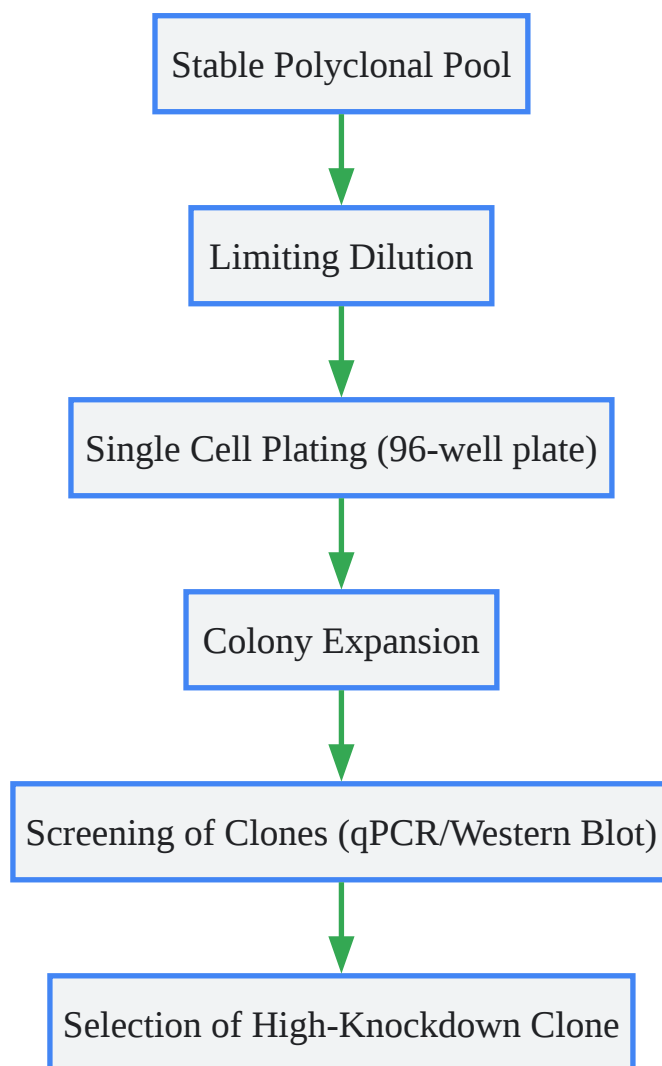 Stable Polyclonal Pool
Limiting Dilution
Single Cell Plating (96-well plate)
Colony Expansion
Screening of Clones (qPCR/Western Blot)
Selection of High-Knockdown Clone